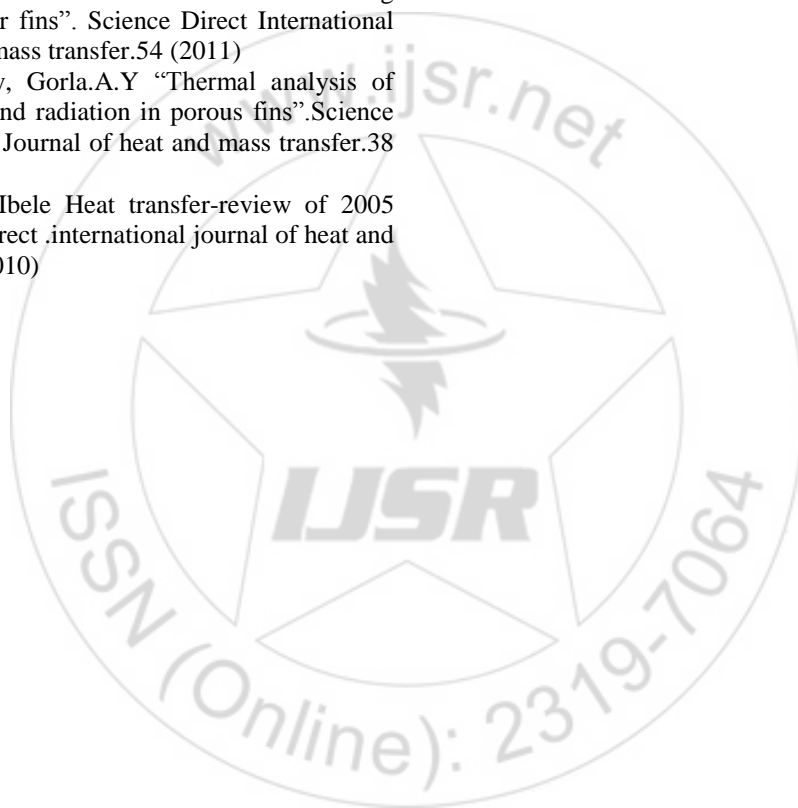 r fins”. Science Direct International
mass transfer.54 (2011)
Gorla.A.Y “Thermal analysis of
nd radiation in porous fins”.Science
Journal of heat and mass transfer.38
Ibele Heat transfer-review of 2005
rect .international journal of heat and
010)
www.ijsr.net
IJSR
ISSN (Online): 2319-7064